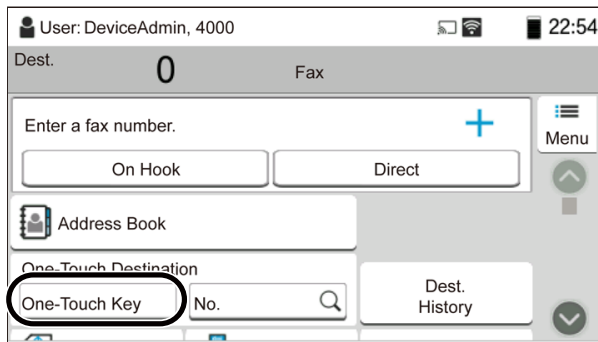 User: DeviceAdmin, 4000 22:54
Dest. 0 Fax
Enter a fax number.
Menu
On Hook Direct
Address Book
One-Touch Destination
One-Touch Key No.
Dest.
History